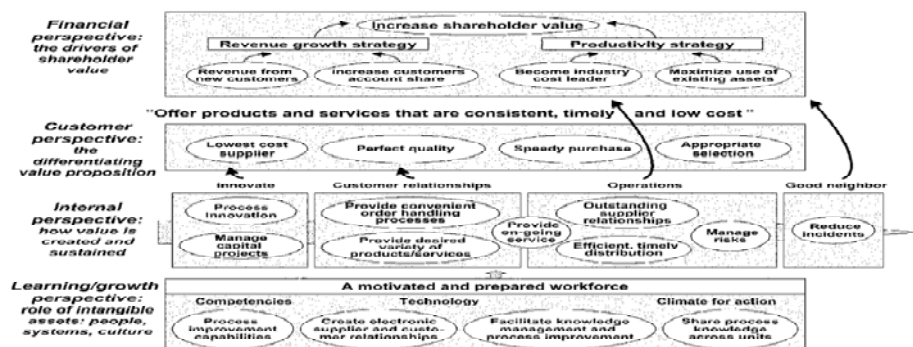 Financial
perspective:
the drivers of
shareholder
value
Increase shareholder value
Revenue growth strategy
Productivity strategy
Revenue from
new customers
Increase customers
account share
Become industry
cost leader
Maximize use of
existing assets
"Offer products and services that are consistent, timely and low cost"
Customer
perspective:
the
differentiating
value proposition
Lowest cost
supplier
Perfect quality
Speedy purchase
Appropriate
selection
Innovate
Customer relationships
Operations
Good neighbor
Internal
perspective:
how value is
created and
sustained
Process
innovation
Manage
capital
projects
Provide convenient
order handling
processes
Provide desired
variety of
products/services
Provide
on-going
service
Outstanding
supplier
relationships
Efficient, timely
distribution
Manage
risks
Reduce
incidents
Learning/growth
perspective:
role of intangible
assets; people,
systems, culture
A motivated and prepared workforce
Competencies
Technology
Climate for action
Process
improvement
capabilities
Create electronic
supplier and custo-
mer relationships
Facilitate knowledge
management and
process improvement
Share process
knowledge
across units